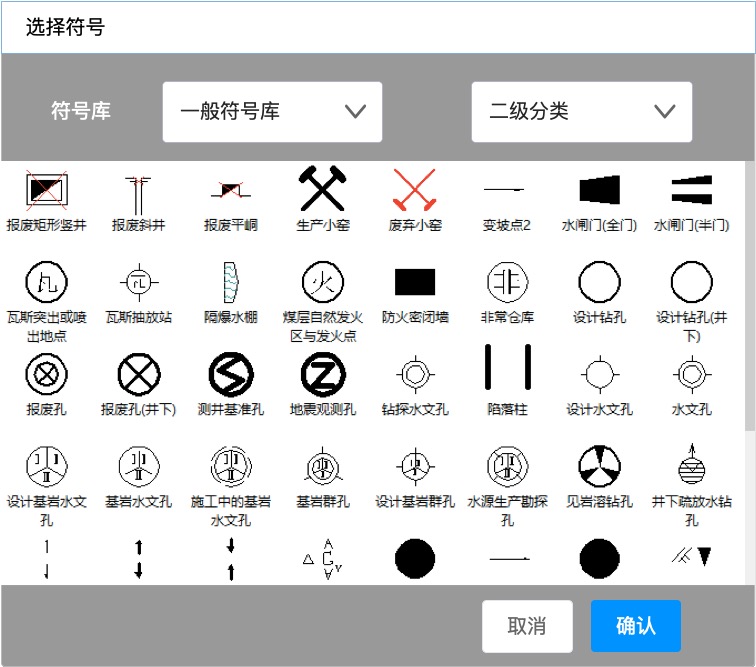 选择符号
符号库 一般符号库 二级分类
报废矩形竖井 报废斜井 报废平峒 生产小窑 废弃小窑 变坡点2 水闸门(全门) 水闸门(半门)
瓦斯突出或喷 瓦斯抽放站 隔爆水棚 煤层自然发火 防火密闭墙 非常仓库 设计钻孔 设计钻孔(井
出地点 区与发火点 下)
报废孔 报废孔(井下) 测井基准孔 地震观测孔 钻探水文孔 陷落柱 设计水文孔 水文孔
设计基岩水文 基岩水文孔 施工中的基岩 基岩群孔 设计基岩群孔 水源生产勘探 见岩溶钻孔 井下疏放水钻
孔 水文孔 孔 孔
取消 确认